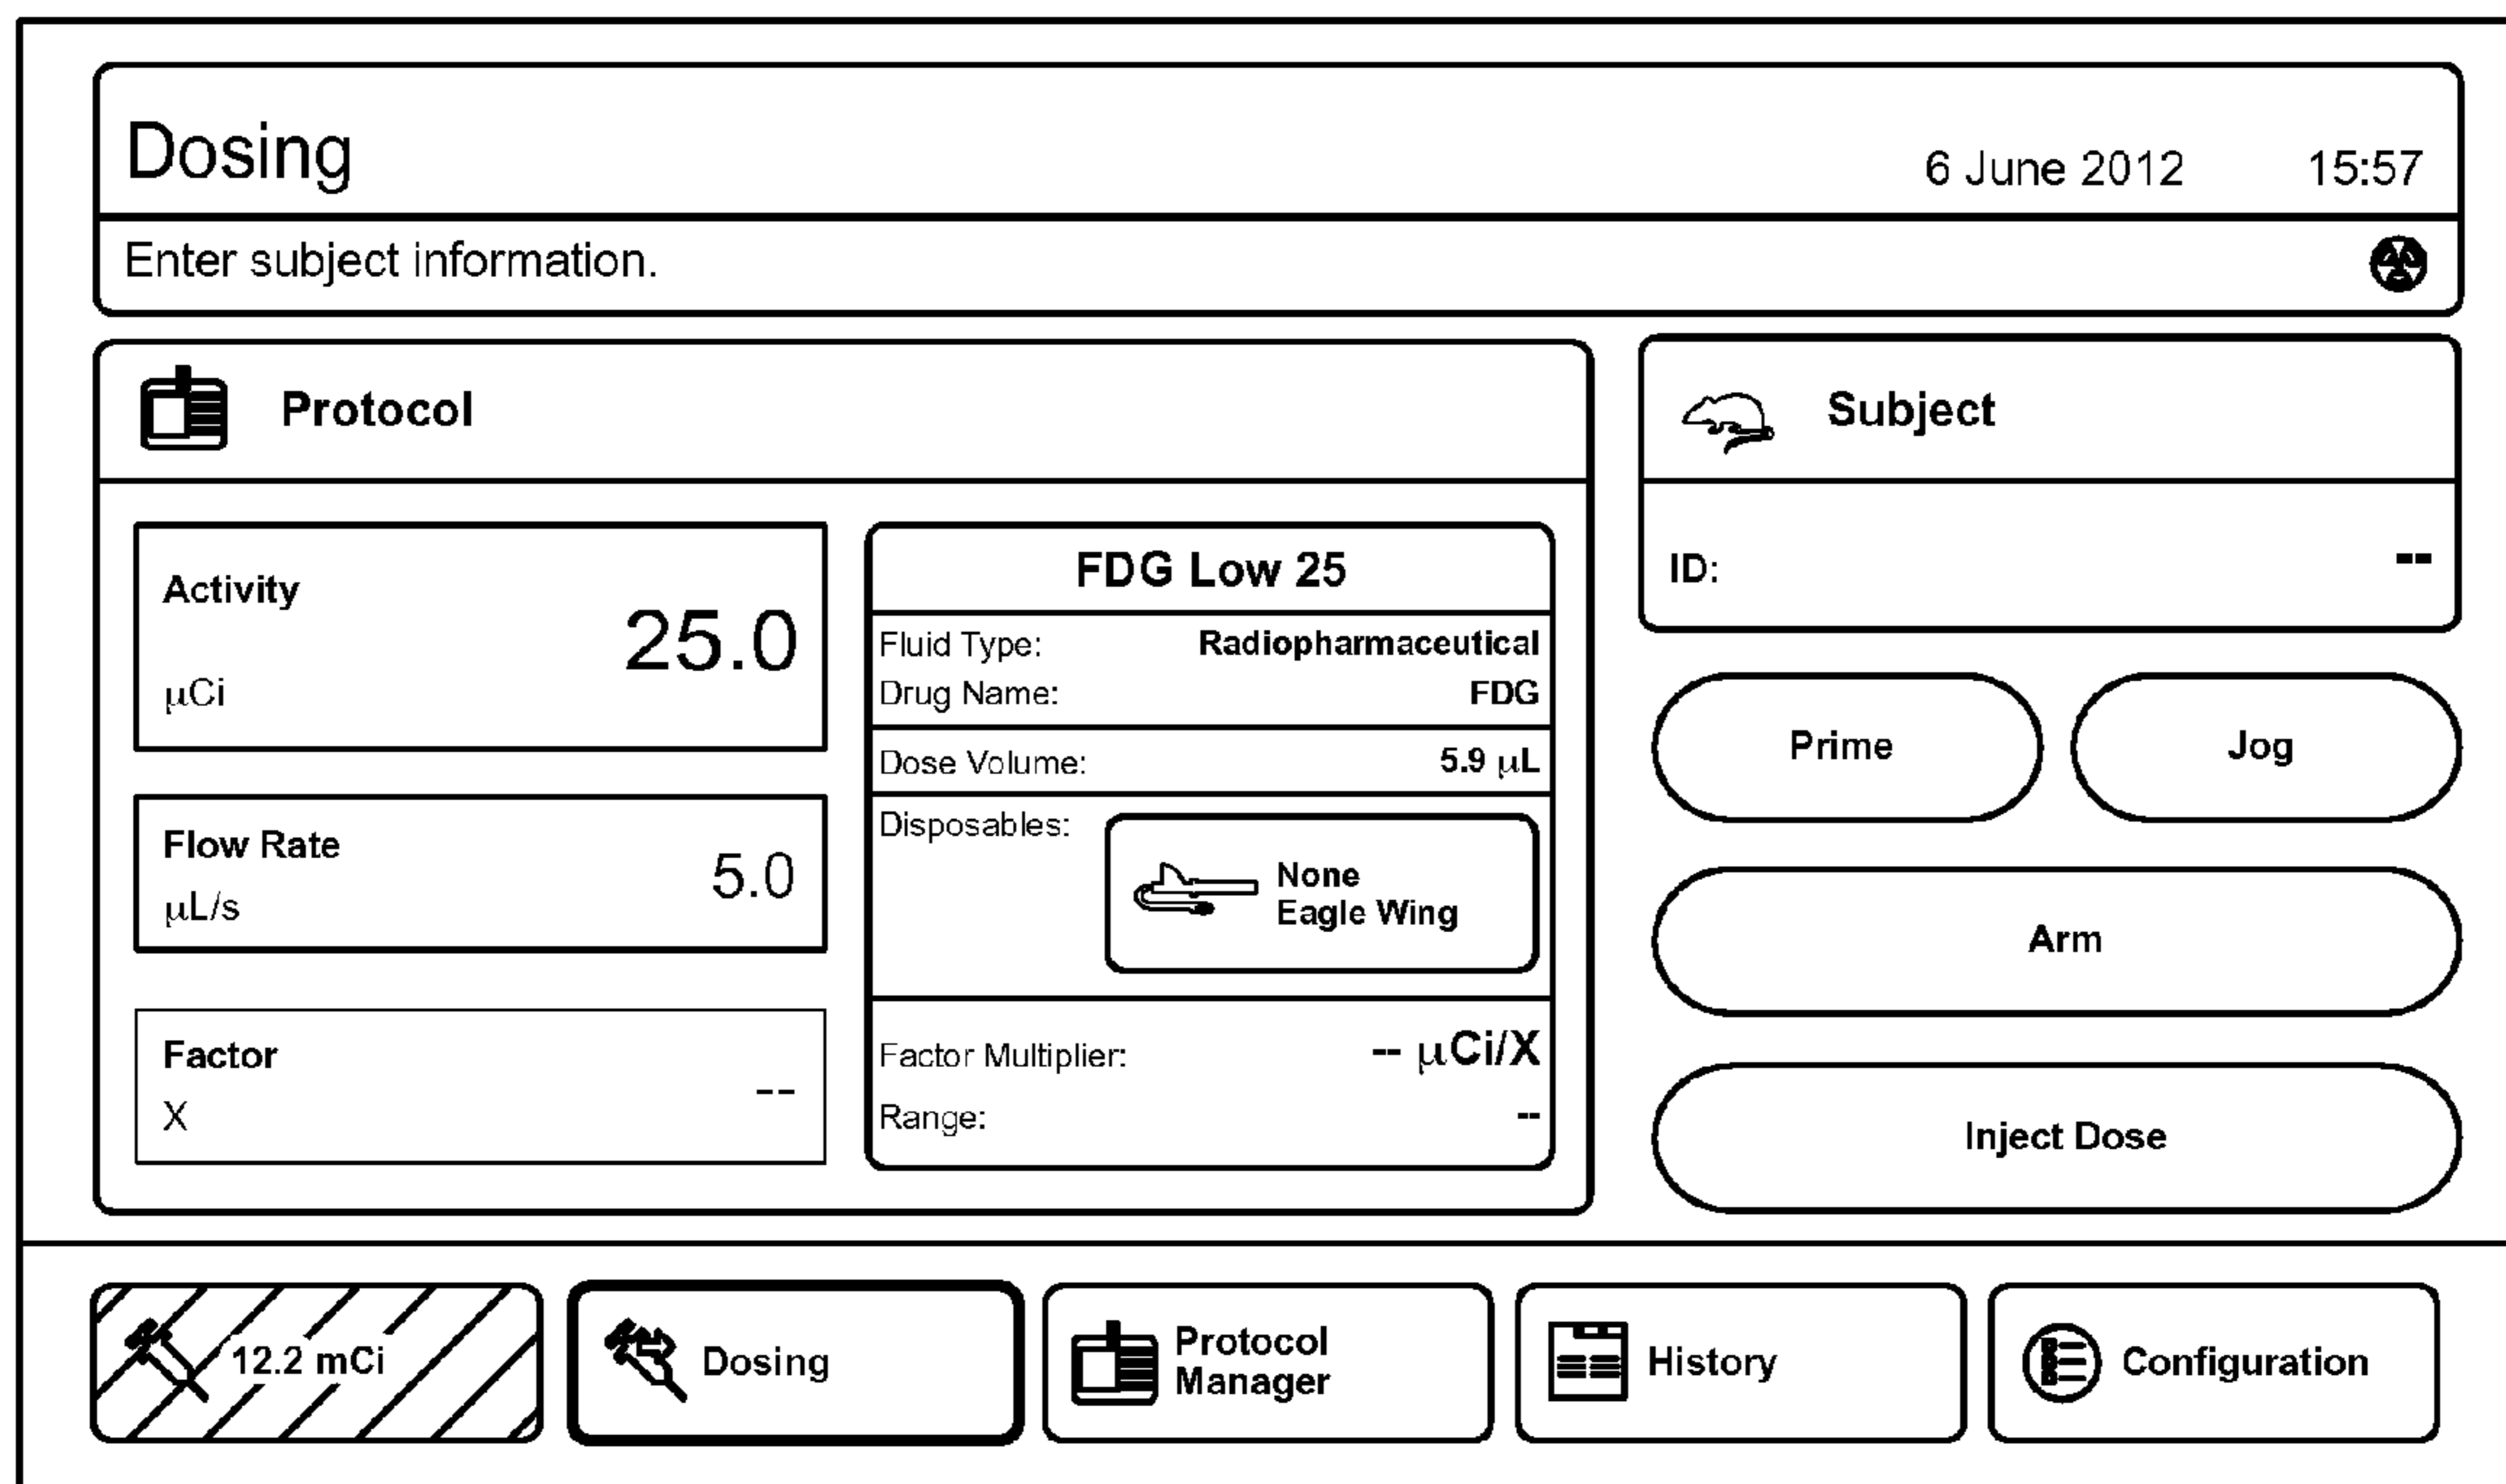 Dosing
6 June 2012 15:57
Enter subject information.
Protocol
Activity
25.0
μCi
Flow Rate
5.0
μL/s
Factor
--
X
FDG Low 25
Fluid Type: Radiopharmaceutical
Drug Name: FDG
Dose Volume: 5.9 μL
Disposables:
None
Eagle Wing
Factor Multiplier: -- μCi/X
Range: --
Subject
ID: --
Prime
Jog
Arm
Inject Dose
12.2 mCi
Dosing
Protocol
Manager
History
Configuration